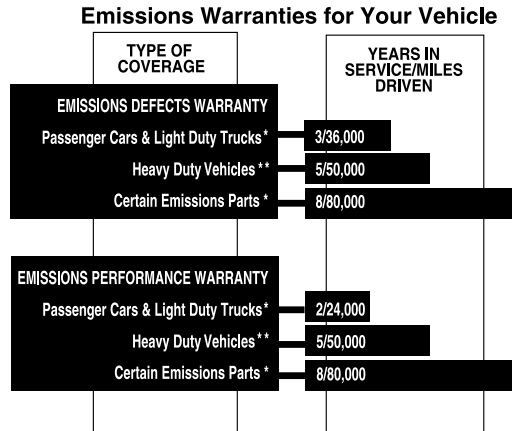 Emissions Warranties for Your Vehicle
TYPE OF
COVERAGE
YEARS IN
SERVICE/MILES
DRIVEN
EMISSIONS DEFECTS WARRANTY
Passenger Cars & Light Duty Trucks* 3/36,000
Heavy Duty Vehicles ** 5/50,000
Certain Emissions Parts * 8/80,000
EMISSIONS PERFORMANCE WARRANTY
Passenger Cars & Light Duty Trucks* 2/24,000
Heavy Duty Vehicles ** 5/50,000
Certain Emissions Parts * 8/80,000